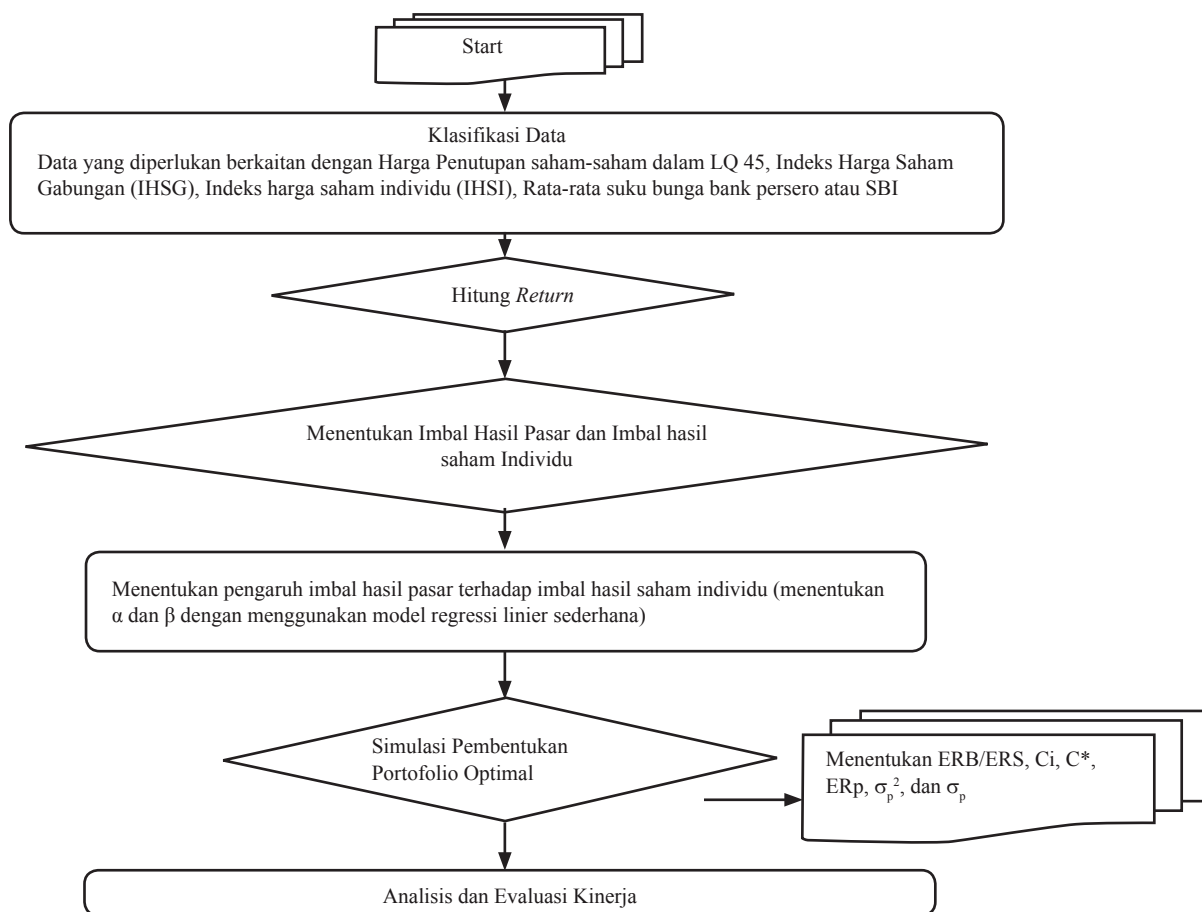 Start
Klasifikasi Data
Data yang diperlukan berkaitan dengan Harga Penutupan saham-saham dalam LQ 45, Indeks Harga Saham
Gabungan (IHSG), Indeks harga saham individu (IHSI), Rata-rata suku bunga bank persero atau SBI
Hitung Return
Menentukan Imbal Hasil Pasar dan Imbal hasil
saham Individu
Menentukan pengaruh imbal hasil pasar terhadap imbal hasil saham individu (menentukan
α dan β dengan menggunakan model regressi linier sederhana)
Simulasi Pembentukan
Portofolio Optimal
Menentukan ERB/ERS, Ci, C*,
ERp, σₚ², dan σₚ
Analisis dan Evaluasi Kinerja